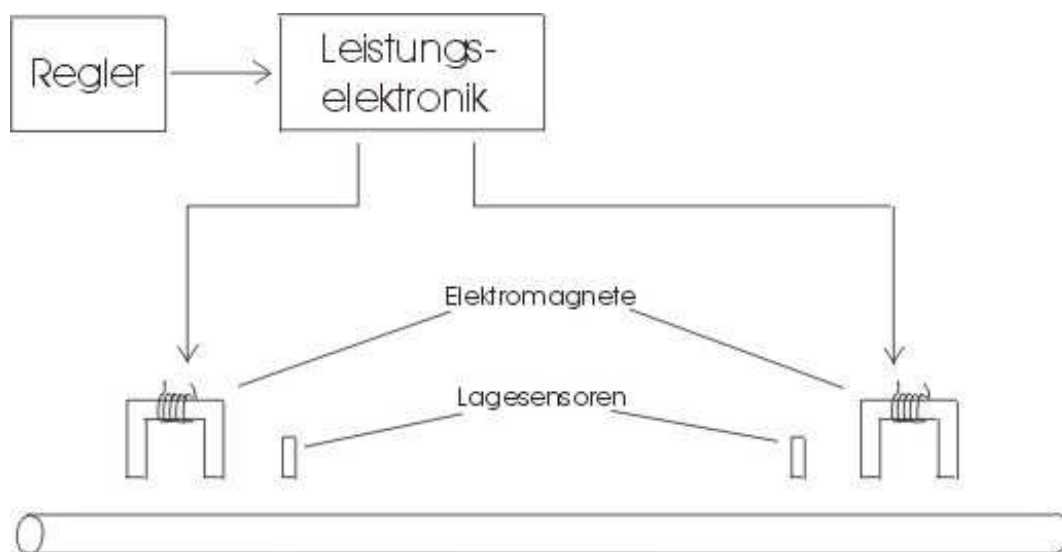 Regler
Leistungs-
elektronik
Elektromagnete
Lagesensoren